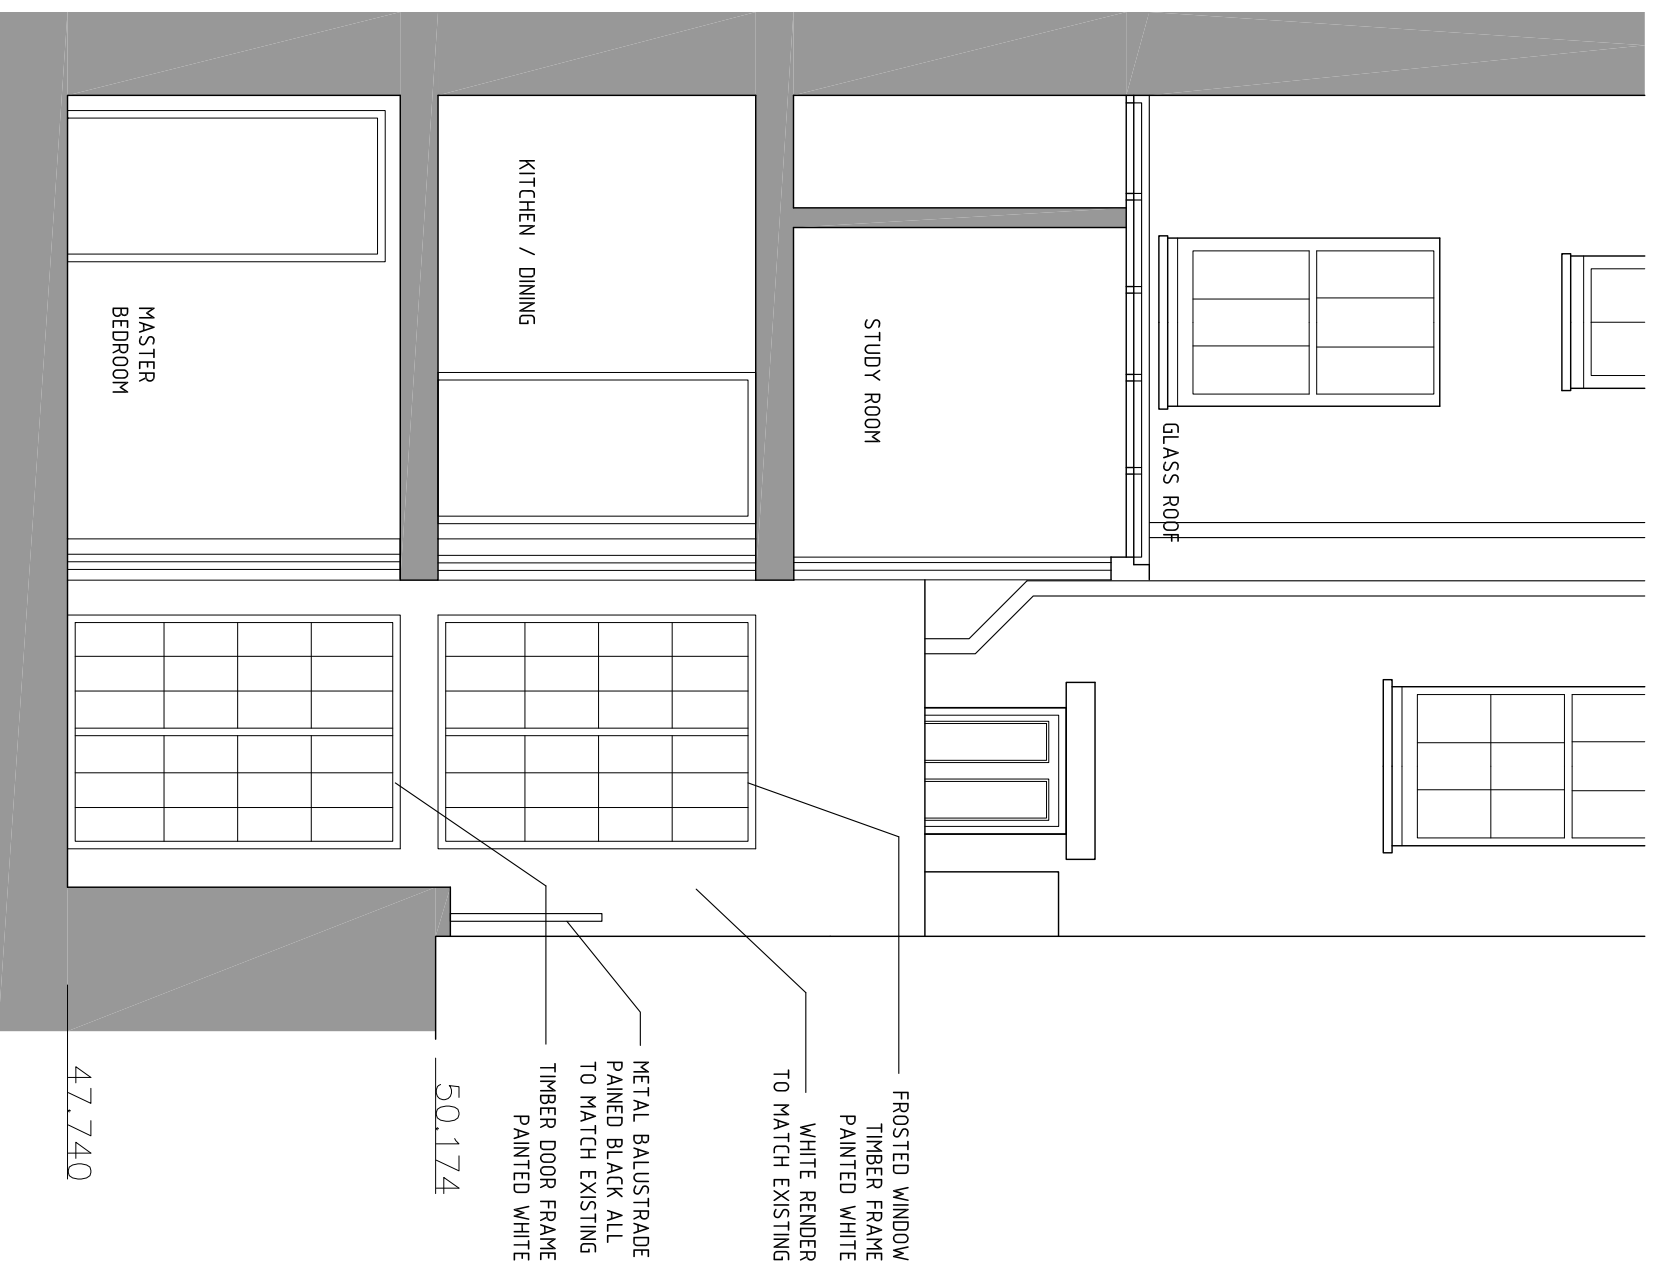 GLASS ROOF
STUDY ROOM
KITCHEN / DINING
MASTER
BEDROOM
FROSTED WINDOW
TIMBER FRAME
PAINTED WHITE
WHITE RENDER
TO MATCH EXISTING
METAL BALUSTRADE
PAINED BLACK ALL
TO MATCH EXISTING
TIMBER DOOR FRAME
PAINTED WHITE
50.174
47.740